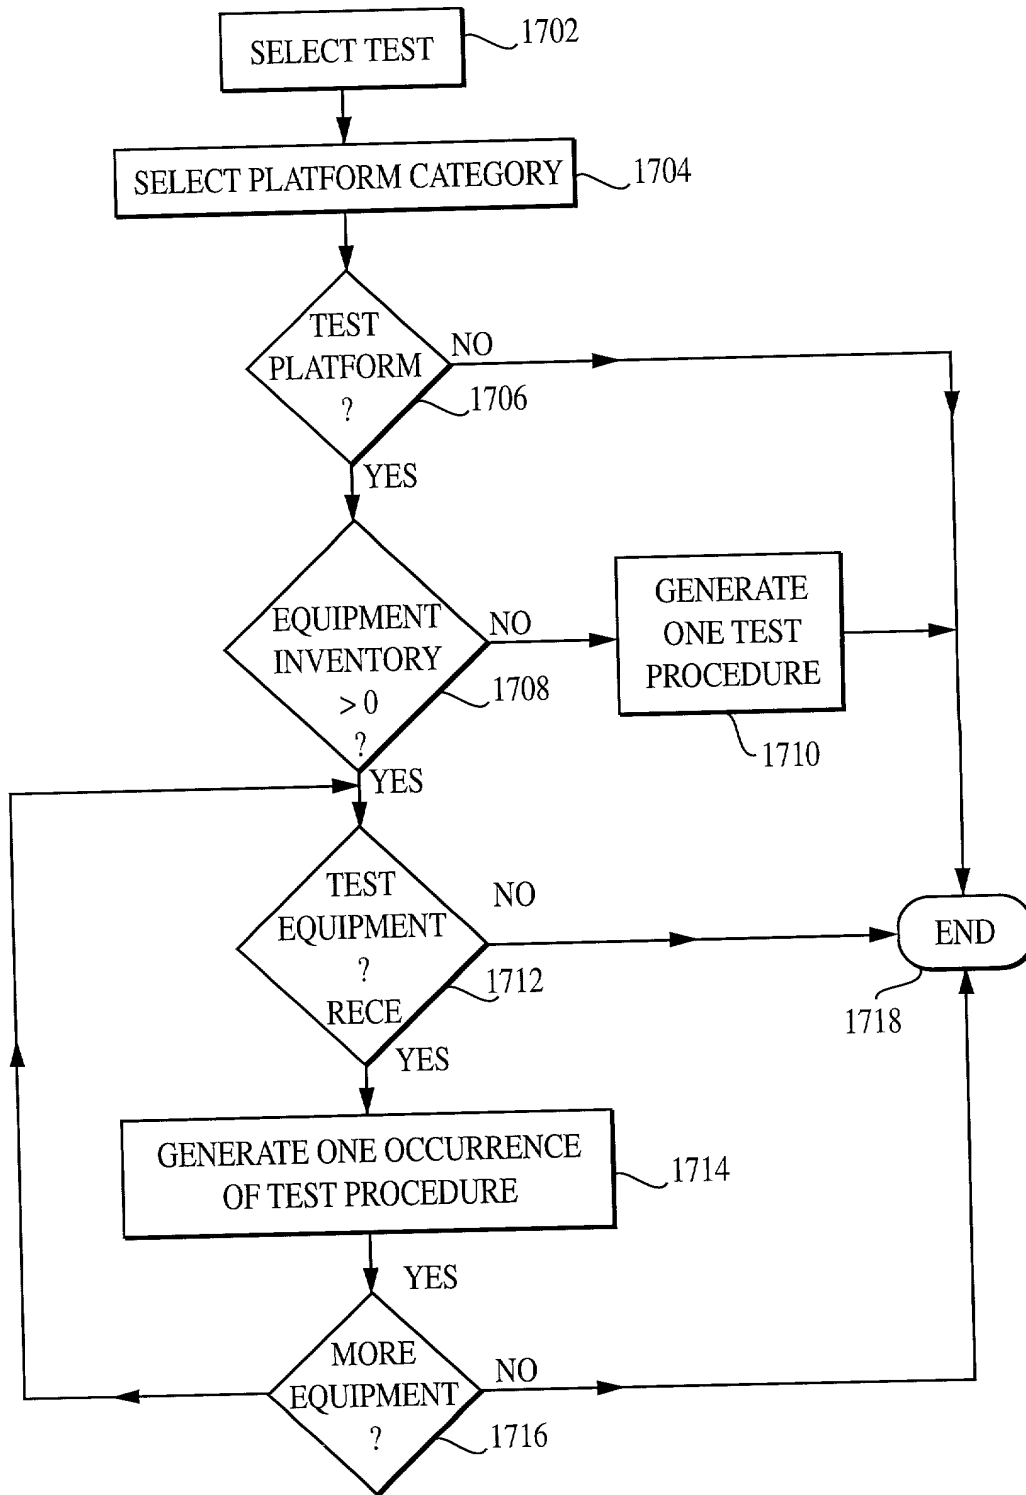 SELECT TEST
1702
SELECT PLATFORM CATEGORY
1704
TEST
PLATFORM
?
NO
1706
YES
EQUIPMENT
INVENTORY
> 0
?
NO
1708
GENERATE
ONE TEST
PROCEDURE
1710
YES
TEST
EQUIPMENT
?
RECE
NO
1712
END
1718
YES
GENERATE ONE OCCURRENCE
OF TEST PROCEDURE
1714
YES
MORE
EQUIPMENT
?
NO
1716